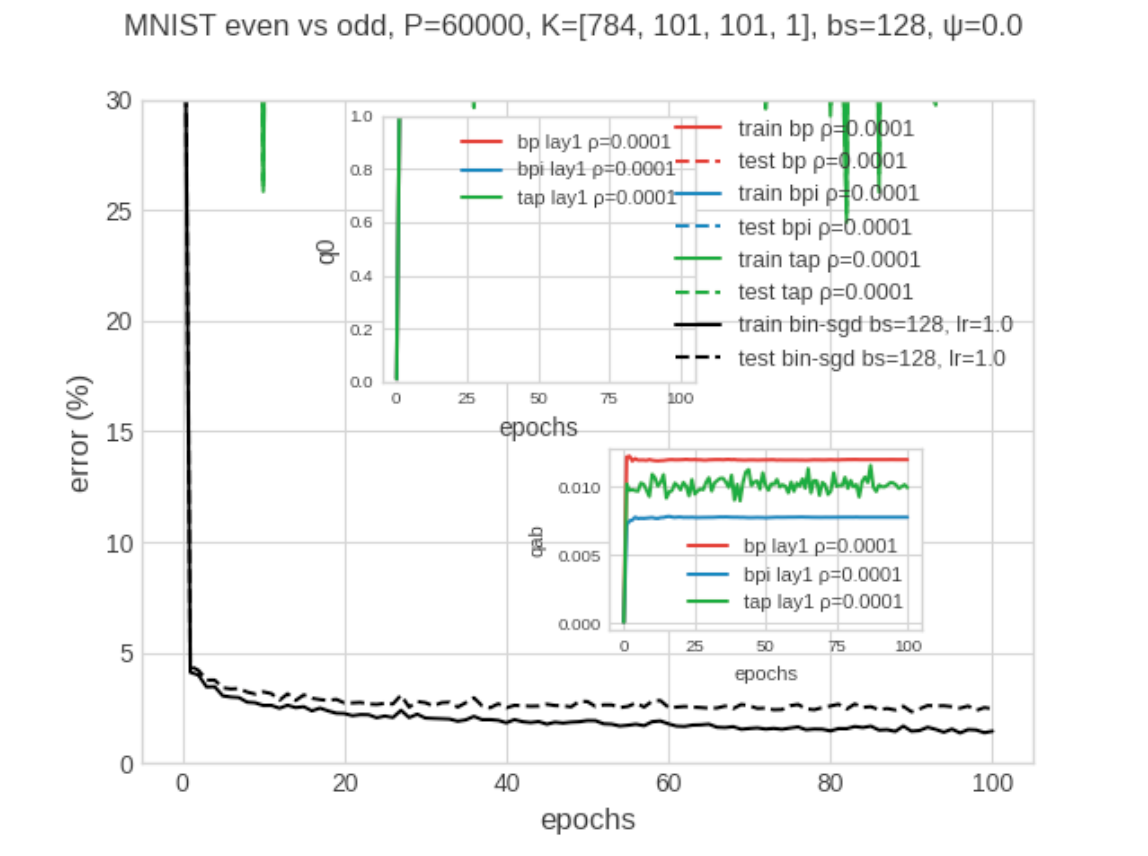 MNIST even vs odd, P=60000, K=[784, 101, 101, 1], bs=128, ψ=0.0
error (%)
30
25
20
15
10
5
0
0 20 40 60 80 100
epochs
q0
1.0
0.8
0.6
0.4
0.2
0.0
0 25 50 75 100
epochs
bp lay1 ρ=0.0001
bpi lay1 ρ=0.0001
tap lay1 ρ=0.0001
train bp ρ=0.0001
test bp ρ=0.0001
train bpi ρ=0.0001
test bpi ρ=0.0001
train tap ρ=0.0001
test tap ρ=0.0001
train bin-sgd bs=128, lr=1.0
test bin-sgd bs=128, lr=1.0
qab
0.010
0.005
0.000
bp lay1 ρ=0.0001
bpi lay1 ρ=0.0001
tap lay1 ρ=0.0001
0 25 50 75 100
epochs